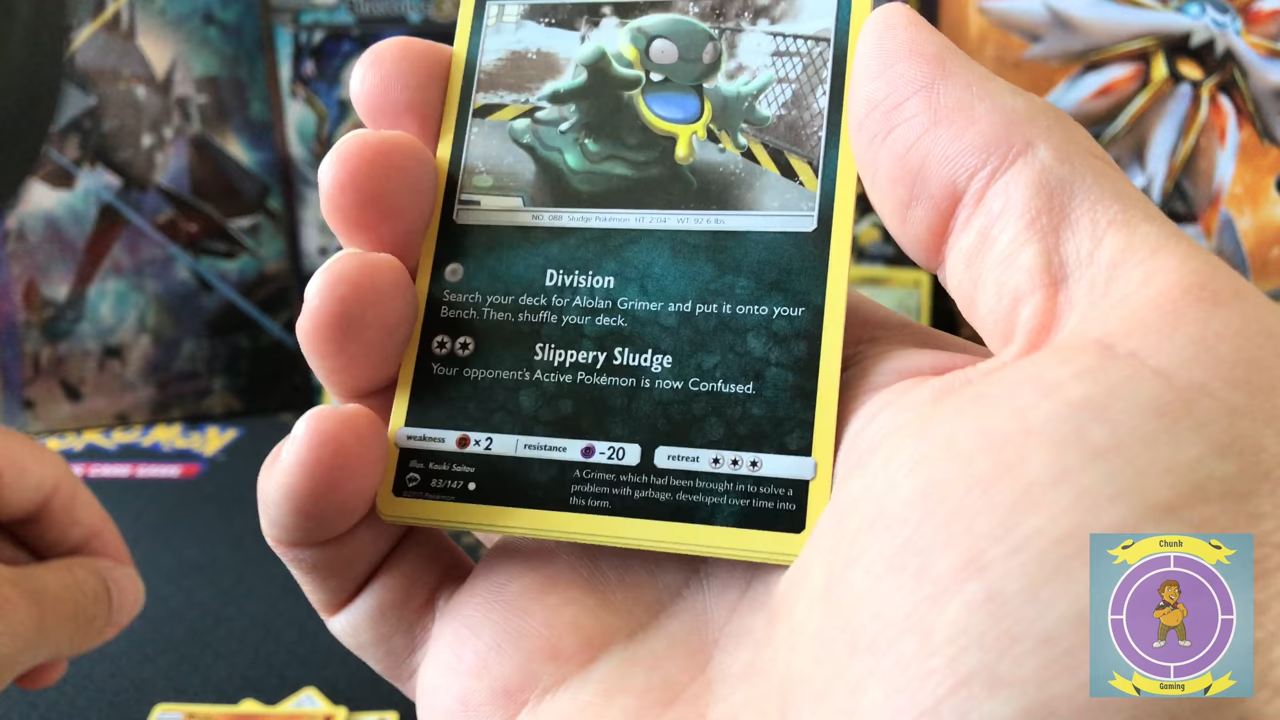 NO. 088 Sludge Pokémon HT: 2'04" WT: 92.6 lbs.
Division
Search your deck for Alolan Grimer and put it onto your
Bench. Then, shuffle your deck.
Slippery Sludge
Your opponent's Active Pokémon is now Confused.
weakness ×2 resistance -20 retreat
Illus. Kouki Saitou
83/147
©2017 Pokémon
A Grimer, which had been brought in to solve a
problem with garbage, developed over time into
this form.
POKÉMON
Chunk
Gaming